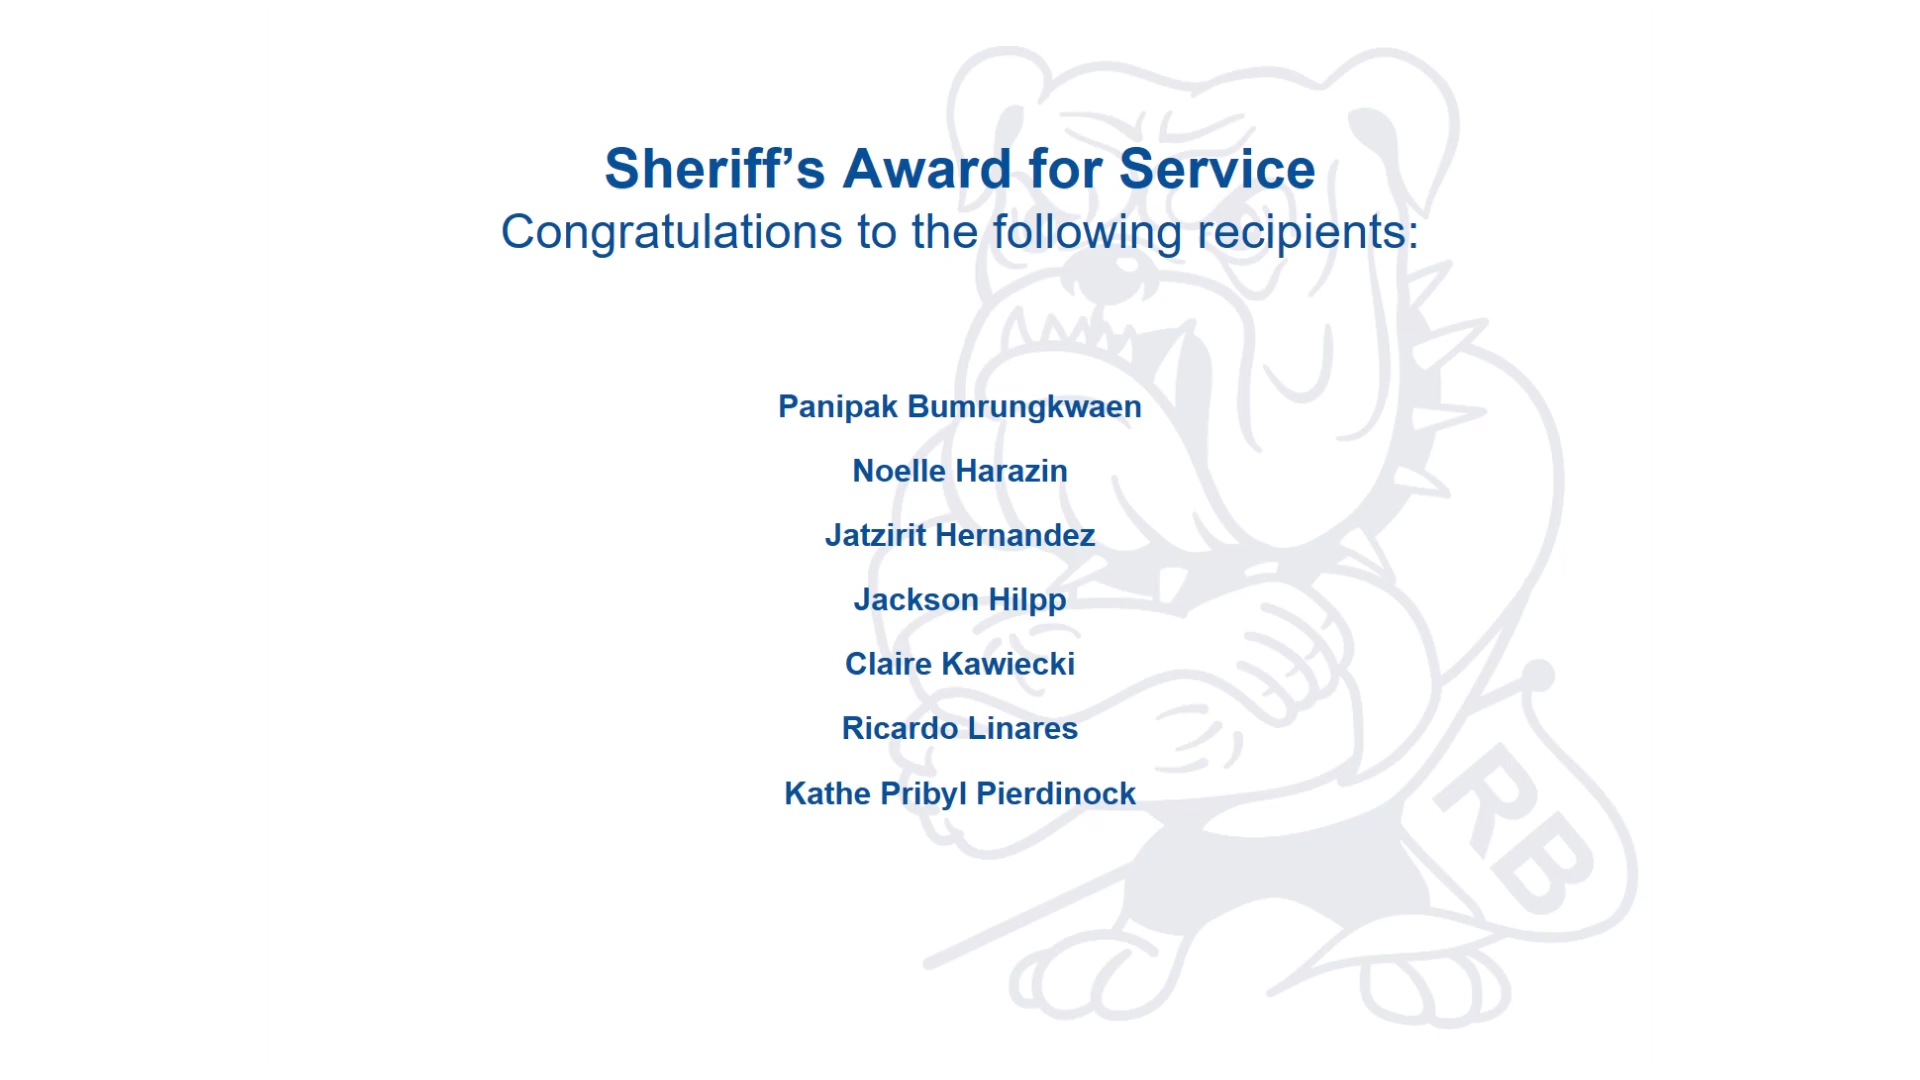 Sheriff’s Award for Service
Congratulations to the following recipients:
Panipak Bumrungkwaen
Noelle Harazin
Jatzirit Hernandez
Jackson Hilpp
Claire Kawiecki
Ricardo Linares
Kathe Pribyl Pierdinock
RB